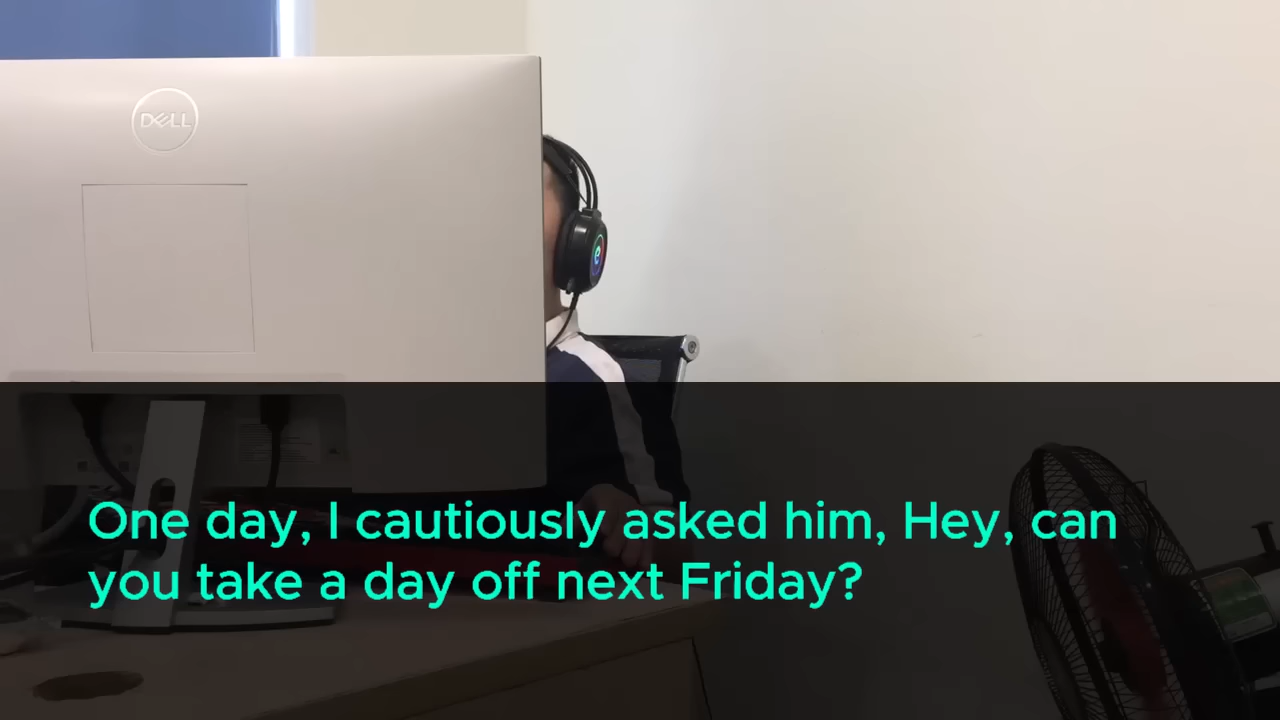 DELL
e
One day, I cautiously asked him, Hey, can
you take a day off next Friday?